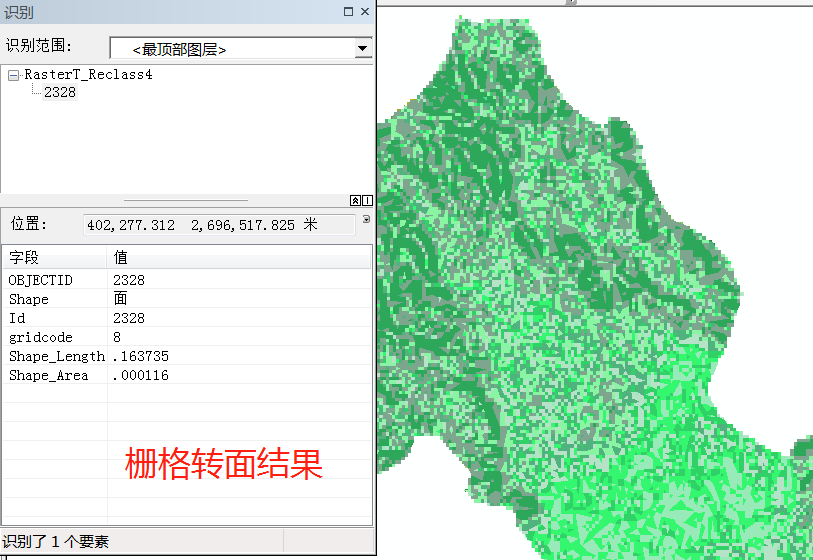 识别
识别范围:
<最顶部图层>
RasterT_Reclass4
2328
位置:
402,277.312 2,696,517.825 米
字段 值
OBJECTID 2328
Shape 面
Id 2328
gridcode 8
Shape_Length .163735
Shape_Area .000116
栅格转面结果
识别了 1 个要素